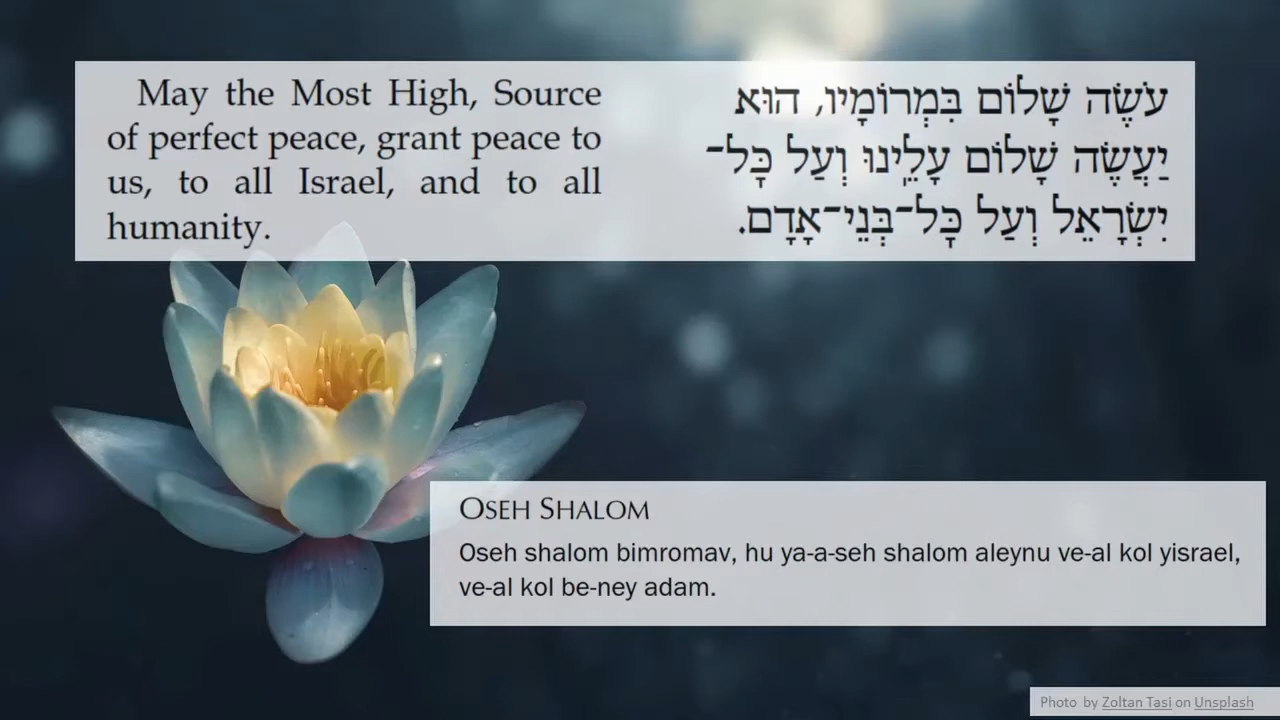 May the Most High, Source
of perfect peace, grant peace to
us, to all Israel, and to all
humanity.
עֹשֶׂה שָׁלוֹם בִּמְרוֹמָיו, הוּא
יַעֲשֶׂה שָׁלוֹם עָלֵֽינוּ וְעַל כׇּל־
יִשְׂרָאֵל וְעַל כׇּל־בְּנֵי־אָדָם.
OSEH SHALOM
Oseh shalom bimromav, hu ya-a-seh shalom aleynu ve-al kol yisrael,
ve-al kol be-ney adam.
Photo by Zoltan Tasi on Unsplash